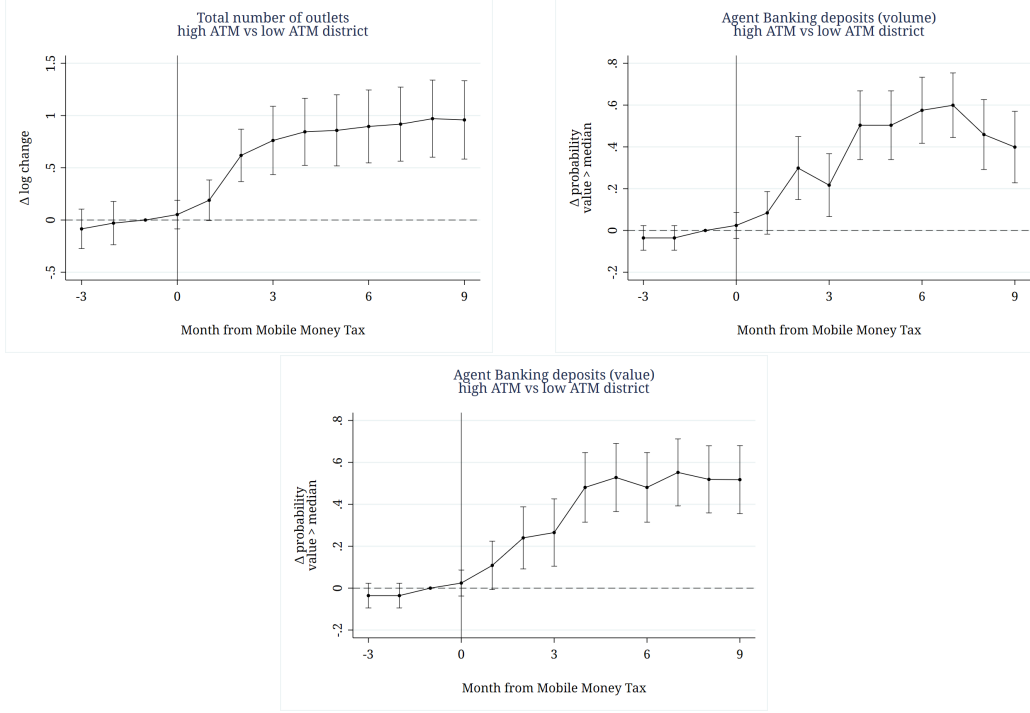 Total number of outlets
high ATM vs low ATM district
Δ log change
1.5
1
.5
0
-.5
-3
0
3
6
9
Month from Mobile Money Tax
Agent Banking deposits (volume)
high ATM vs low ATM district
Δ probability
value > median
.8
.6
.4
.2
0
-.2
-3
0
3
6
9
Month from Mobile Money Tax
Agent Banking deposits (value)
high ATM vs low ATM district
Δ probability
value > median
.8
.6
.4
.2
0
-.2
-3
0
3
6
9
Month from Mobile Money Tax